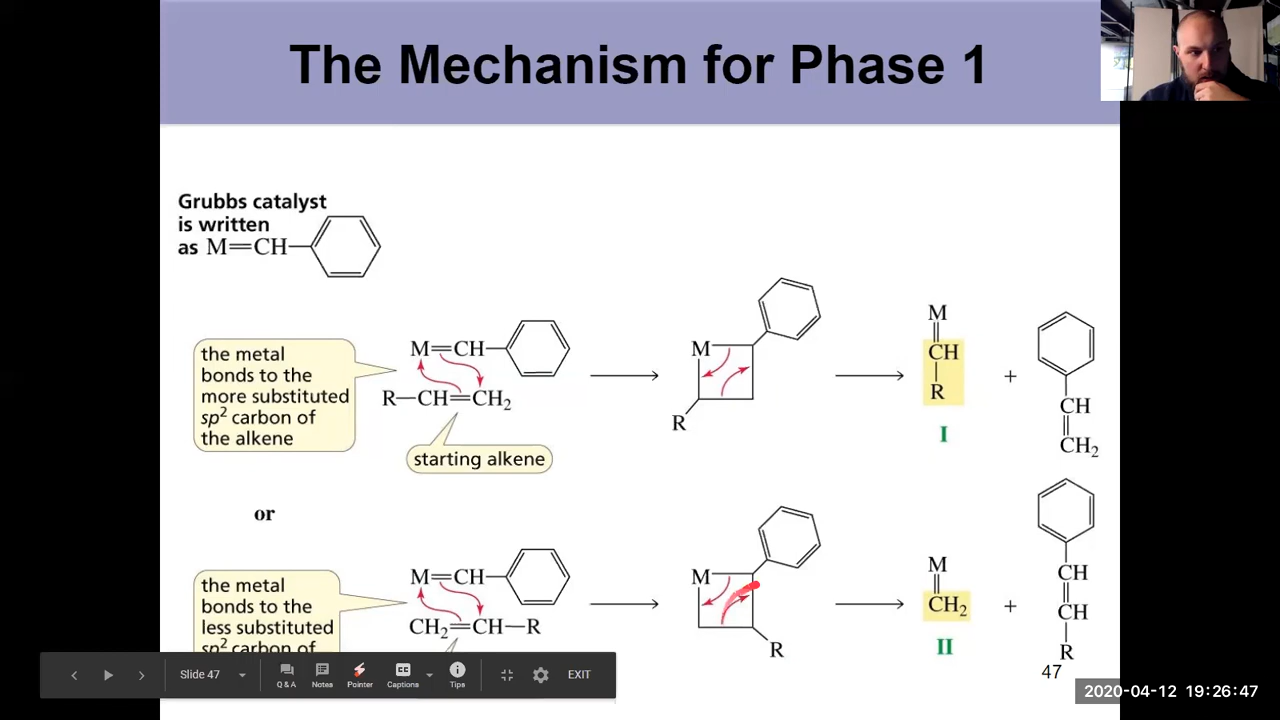 The Mechanism for Phase 1
Grubbs catalyst
is written
as M=CH
the metal
bonds to the
more substituted
sp² carbon of
the alkene
M=CH
R—CH=CH₂
starting alkene
M
R
M
CH
R
I
+
CH
CH₂
or
the metal
bonds to the
less substituted
sp² carbon of
M=CH
CH₂=CH—R
M
R
M
CH₂
II
+
CH
CH
R
47
Slide 47
Q & A
Notes
Pointer
Captions
Tips
EXIT
2020-04-12 19:26:47